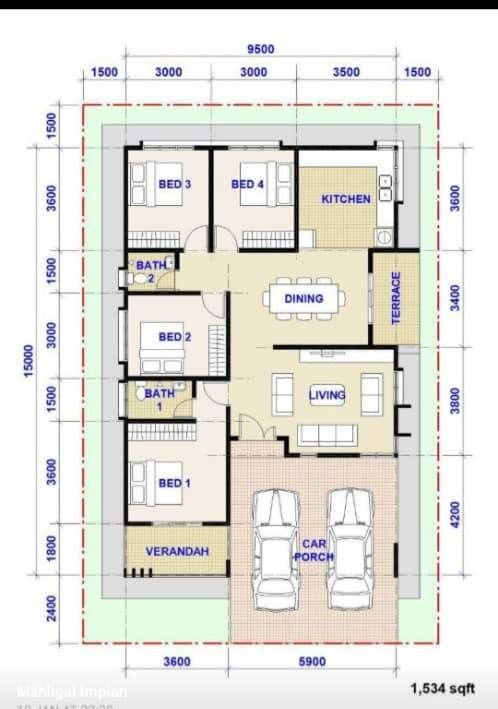 9500
1500 3000 3000 3500 1500
1500
3600
1500
3000
1500
3600
1800
2400
15000
3600
3400
3800
4200
BED 3
BED 4
KITCHEN
BATH
2
DINING
TERRACE
BED 2
BATH
1
LIVING
BED 1
VERANDAH
CAR
PORCH
3600 5900
Mahligai Impian
1,534 sqft